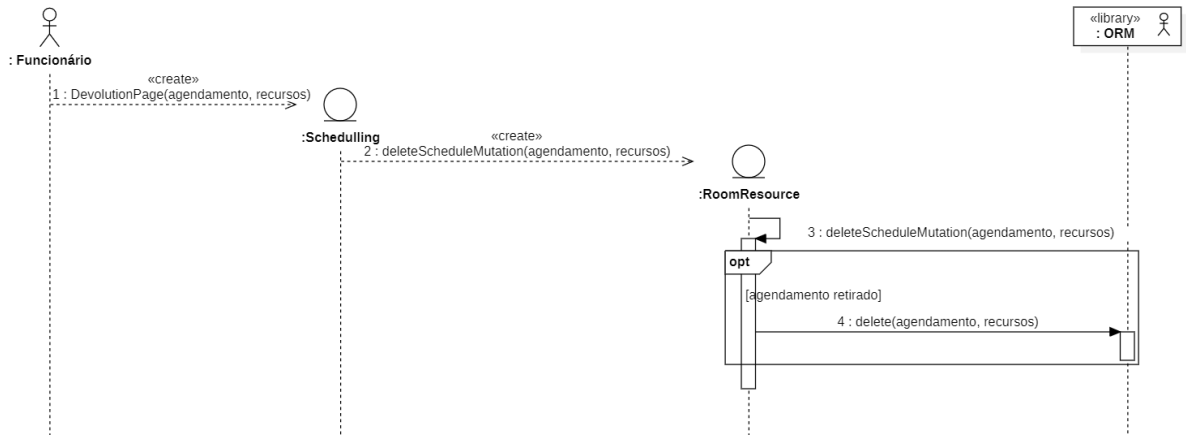 «library»
: ORM
: Funcionário
«create»
1 : DevolutionPage(agendamento, recursos)
:Schedulling
«create»
2 : deleteScheduleMutation(agendamento, recursos)
:RoomResource
3 : deleteScheduleMutation(agendamento, recursos)
opt
[agendamento retirado]
4 : delete(agendamento, recursos)